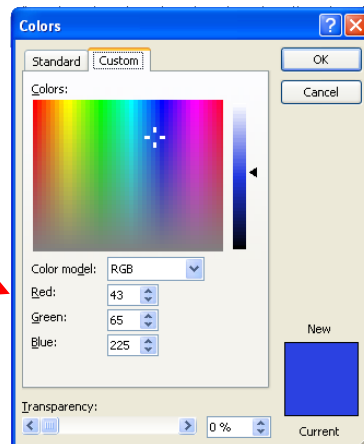 Colors
Standard Custom
OK
Cancel
Colors:
Color model: RGB
Red: 43
Green: 65
Blue: 225
New
Transparency:
0 %
Current